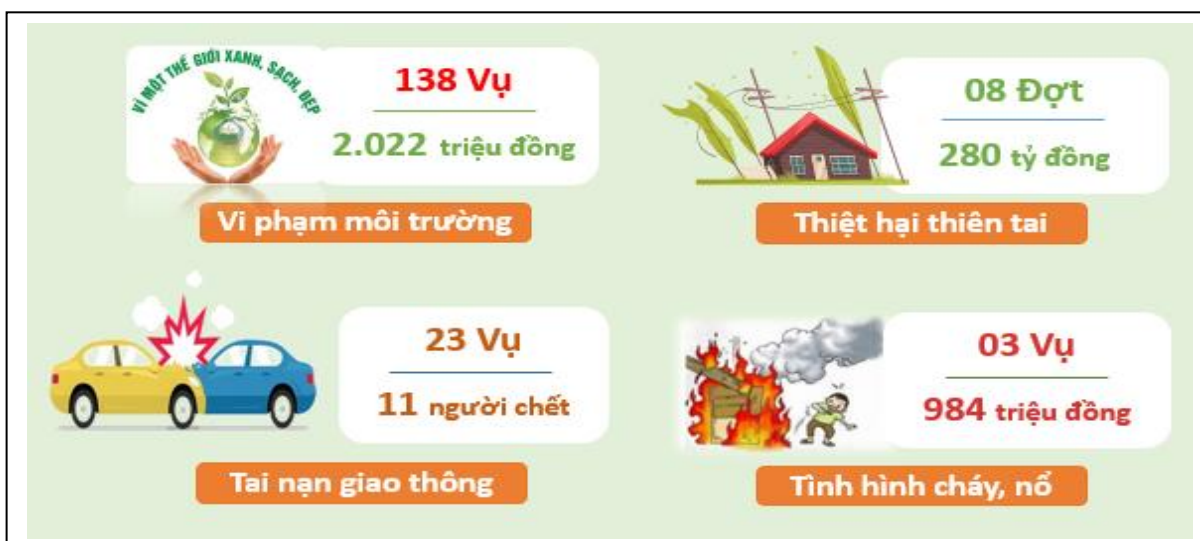 VÌ MỘT THẾ GIỚI XANH, SẠCH, ĐẸP
138 Vụ
2.022 triệu đồng
Vi phạm môi trường
08 Đợt
280 tỷ đồng
Thiệt hại thiên tai
23 Vụ
11 người chết
Tai nạn giao thông
03 Vụ
984 triệu đồng
Tình hình cháy, nổ